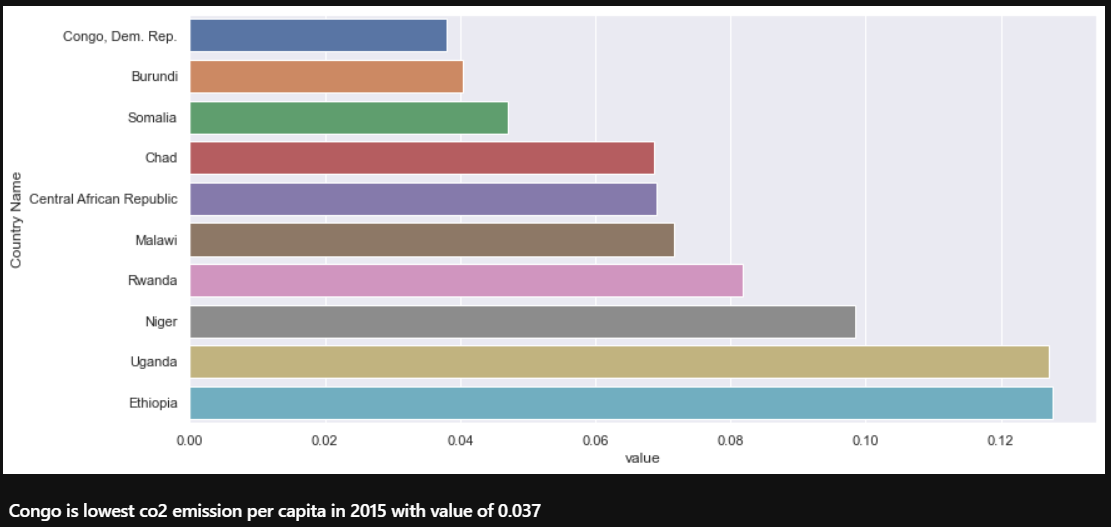 Congo, Dem. Rep.
Burundi
Somalia
Chad
Central African Republic
Malawi
Rwanda
Niger
Uganda
Ethiopia
Country Name
0.00 0.02 0.04 0.06 0.08 0.10 0.12
value
Congo is lowest co2 emission per capita in 2015 with value of 0.037